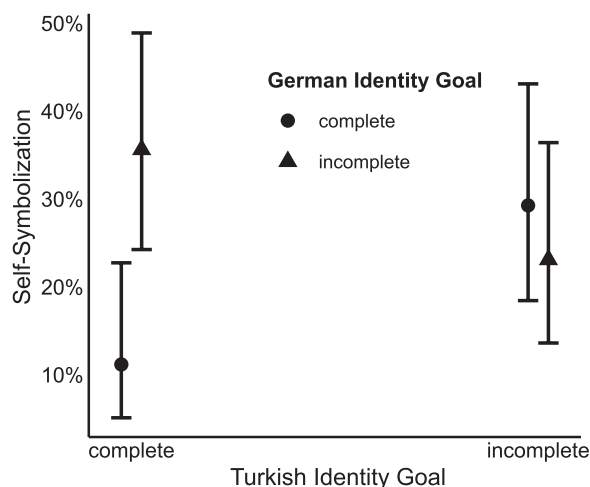 50%
40%
30%
20%
10%
Self-Symbolization
German Identity Goal
complete
incomplete
complete
incomplete
Turkish Identity Goal